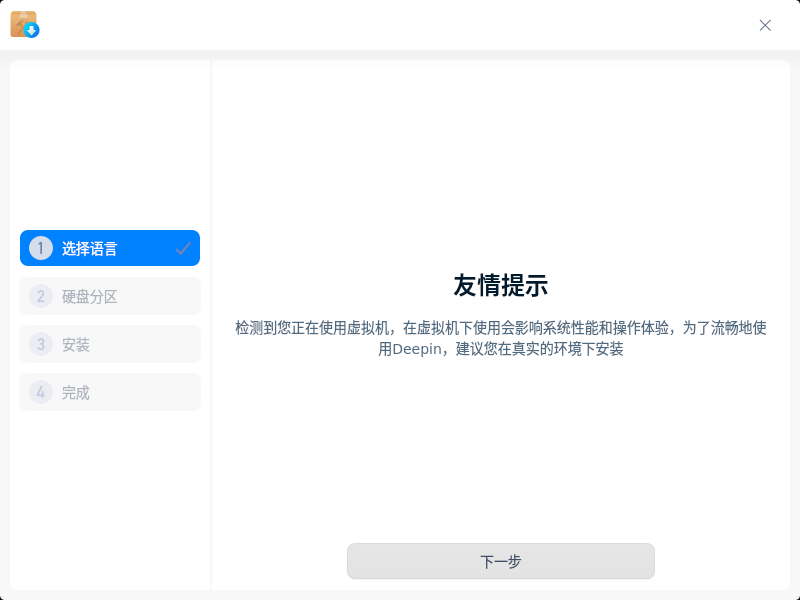 1 选择语言
2 硬盘分区
3 安装
4 完成
友情提示
检测到您正在使用虚拟机，在虚拟机下使用会影响系统性能和操作体验，为了流畅地使
用Deepin，建议您在真实的环境下安装
下一步